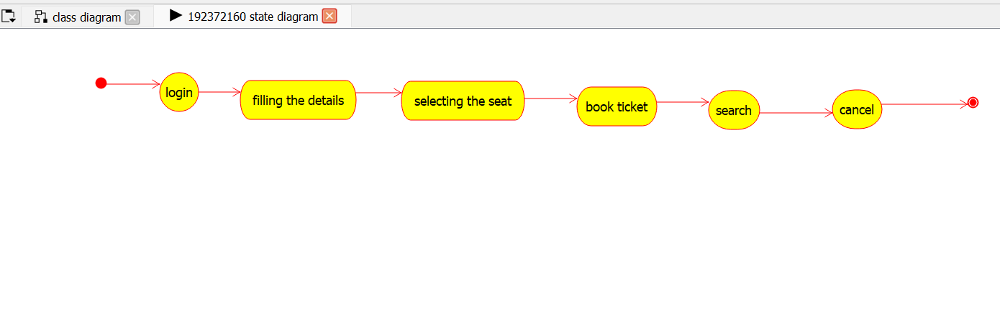 class diagram
192372160 state diagram
login
filling the details
selecting the seat
book ticket
search
cancel